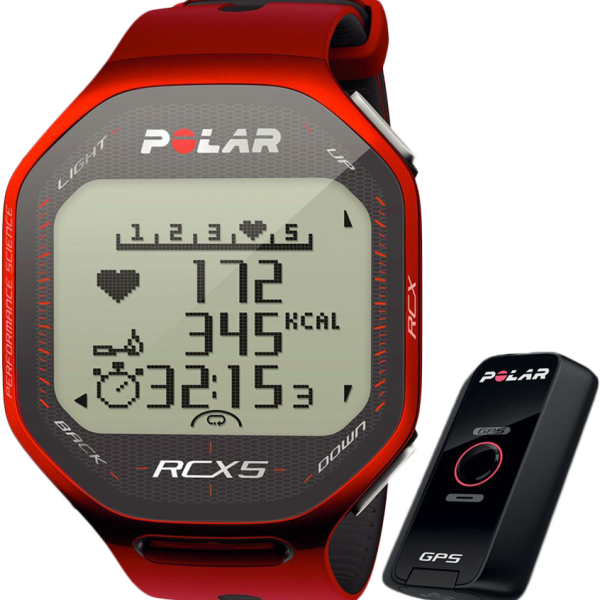 POLAR
LIGHT
UP
PERFORMANCE SCIENCE
RCX
1 2 3 5
172
345 KCAL
32:15 3
BACK
DOWN
RCX5
POLAR
GPS
GPS